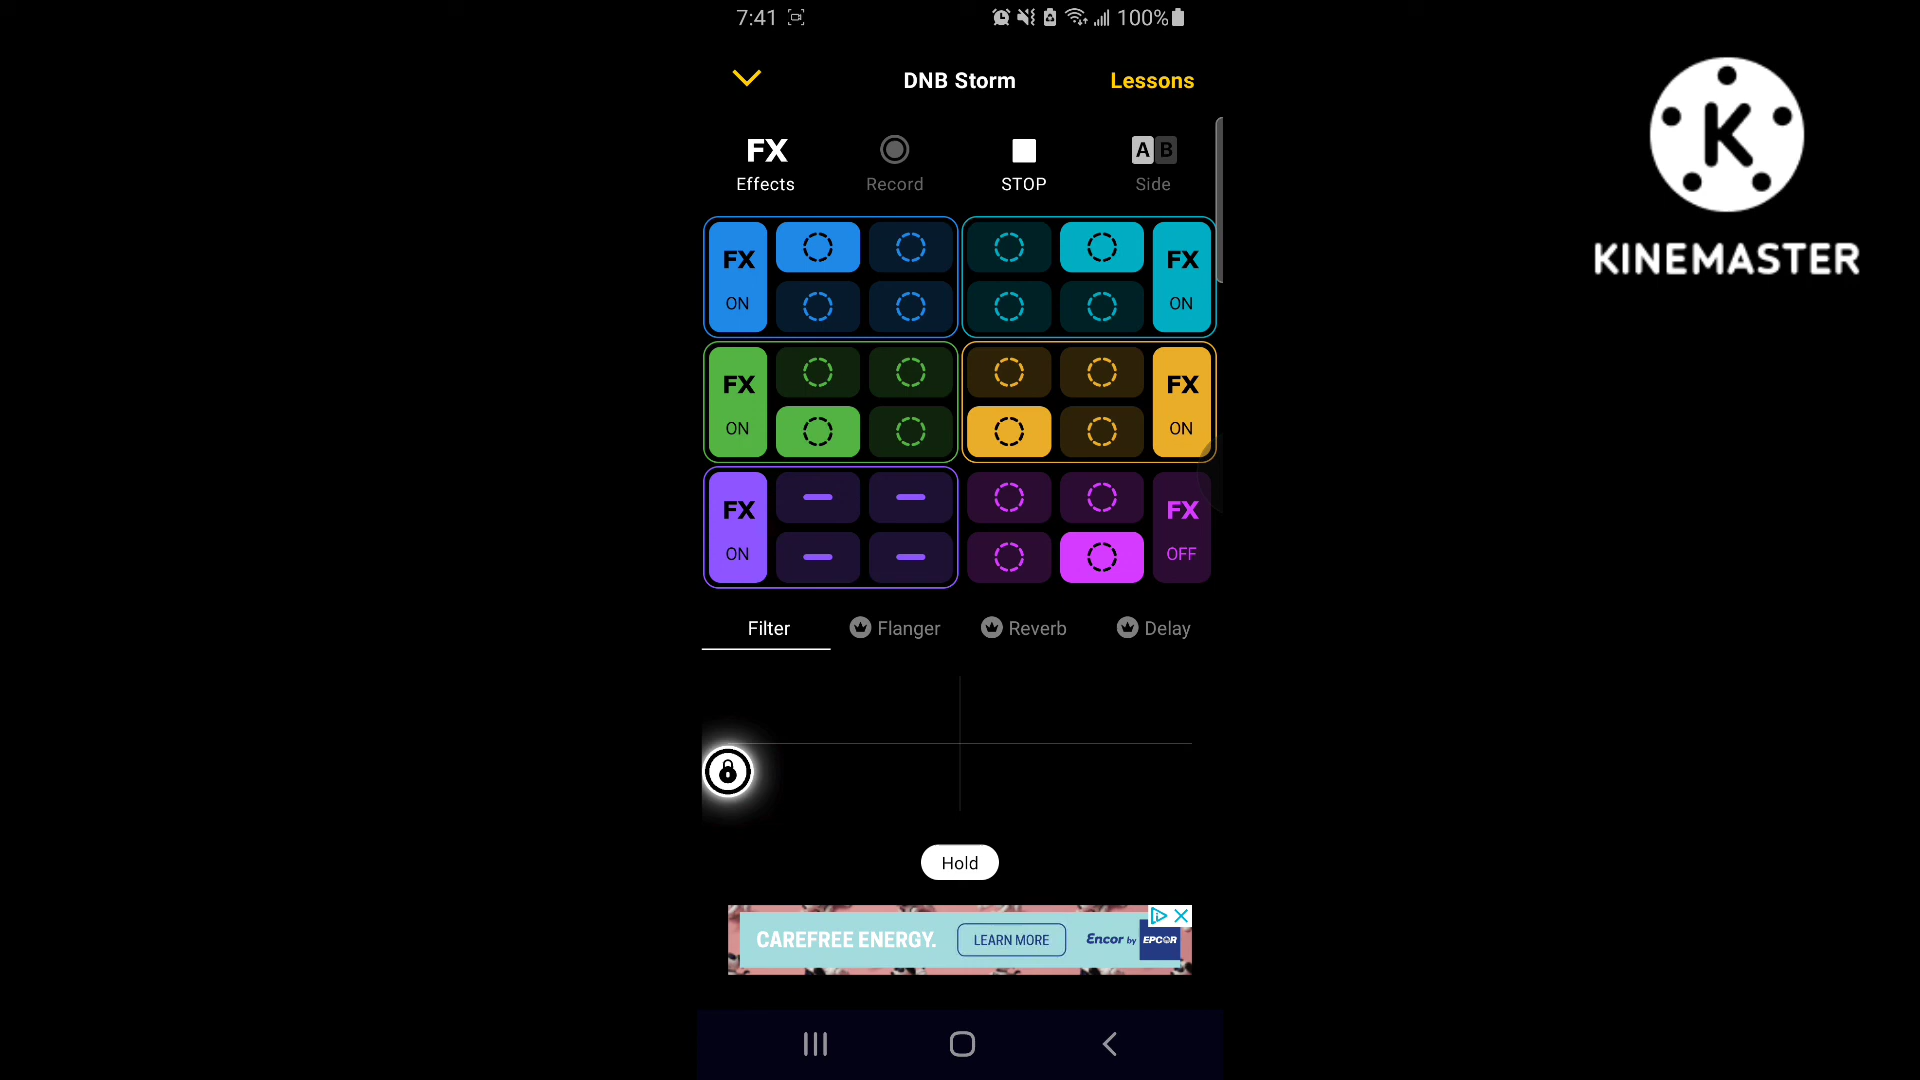 7:41 100%
DNB Storm Lessons
FX
Effects Record STOP A B Side
FX ON FX ON
FX ON FX ON
FX ON FX OFF
Filter Flanger Reverb Delay
Hold
CAREFREE ENERGY. LEARN MORE Encor by EPCOR
K
KINEMASTER